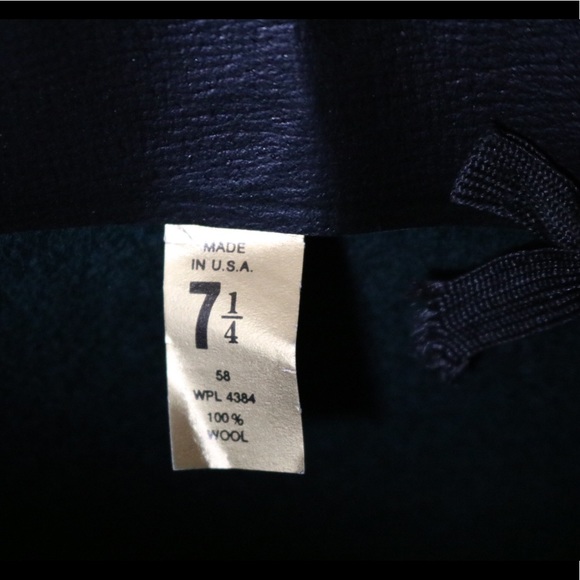 MADE
IN U.S.A.
7 1/4
58
WPL 4384
100%
WOOL